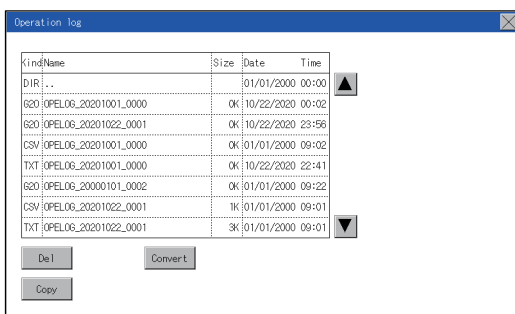 Operation log
Kind Name Size Date Time
DIR .. 01/01/2000 00:00
G2O OPELOG_20201001_0000 0K 10/22/2020 00:02
G2O OPELOG_20201022_0001 0K 10/22/2020 23:56
CSV OPELOG_20201001_0000 0K 01/01/2000 09:02
TXT OPELOG_20201001_0000 0K 10/22/2020 22:41
G2O OPELOG_20000101_0002 0K 01/01/2000 09:22
CSV OPELOG_20201022_0001 1K 01/01/2000 09:01
TXT OPELOG_20201022_0001 3K 01/01/2000 09:01
Del Convert
Copy